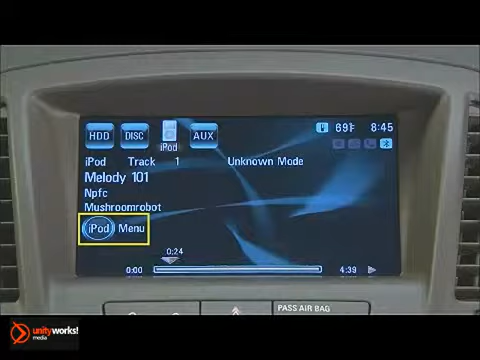 HDD DISC iPod AUX 69°F 8:45
iPod Track 1 Unknown Mode
Melody 101
Npfc
Mushroomrobot
iPod Menu
0:24
0:00 4:39
PASS AIR BAG
unityworks!
media